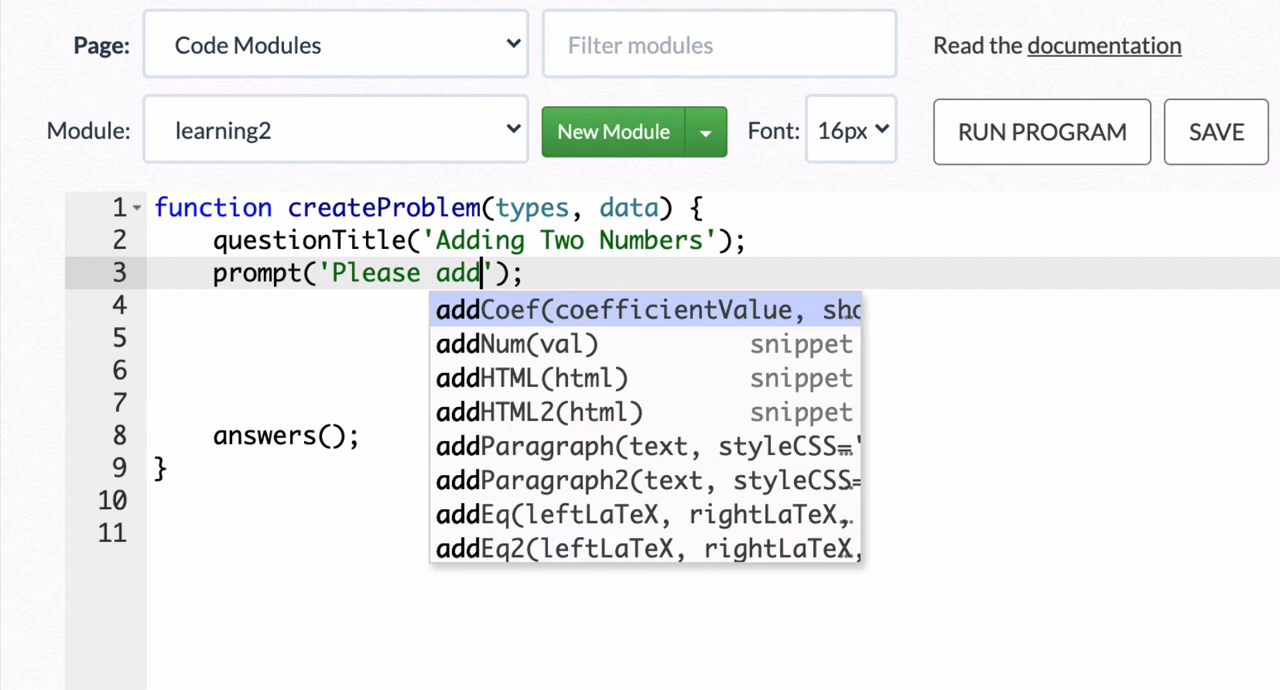 Page: Code Modules Filter modules Read the documentation
Module: learning2 New Module Font: 16px RUN PROGRAM SAVE
1 function createProblem(types, data) {
2 questionTitle('Adding Two Numbers');
3 prompt('Please add');
4 addCoef(coefficientValue, sho
5 addNum(val) snippet
6 addHTML(html) snippet
7 addHTML2(html) snippet
8 answers(); addParagraph(text, styleCSS='
9 } addParagraph2(text, styleCSS=
10 addEq(leftLaTeX, rightLaTeX,
11 addEq2(leftLaTeX, rightLaTeX,